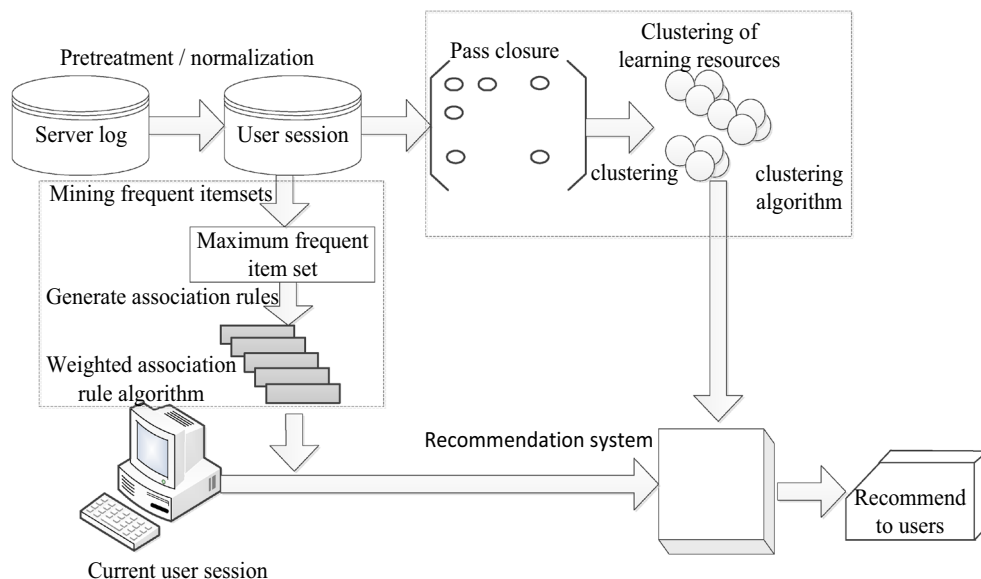 Pretreatment / normalization
Server log
User session
Pass closure
Clustering of
learning resources
clustering
clustering
algorithm
Mining frequent itemsets
Maximum frequent
item set
Generate association rules
Weighted association
rule algorithm
Current user session
Recommendation system
Recommend
to users